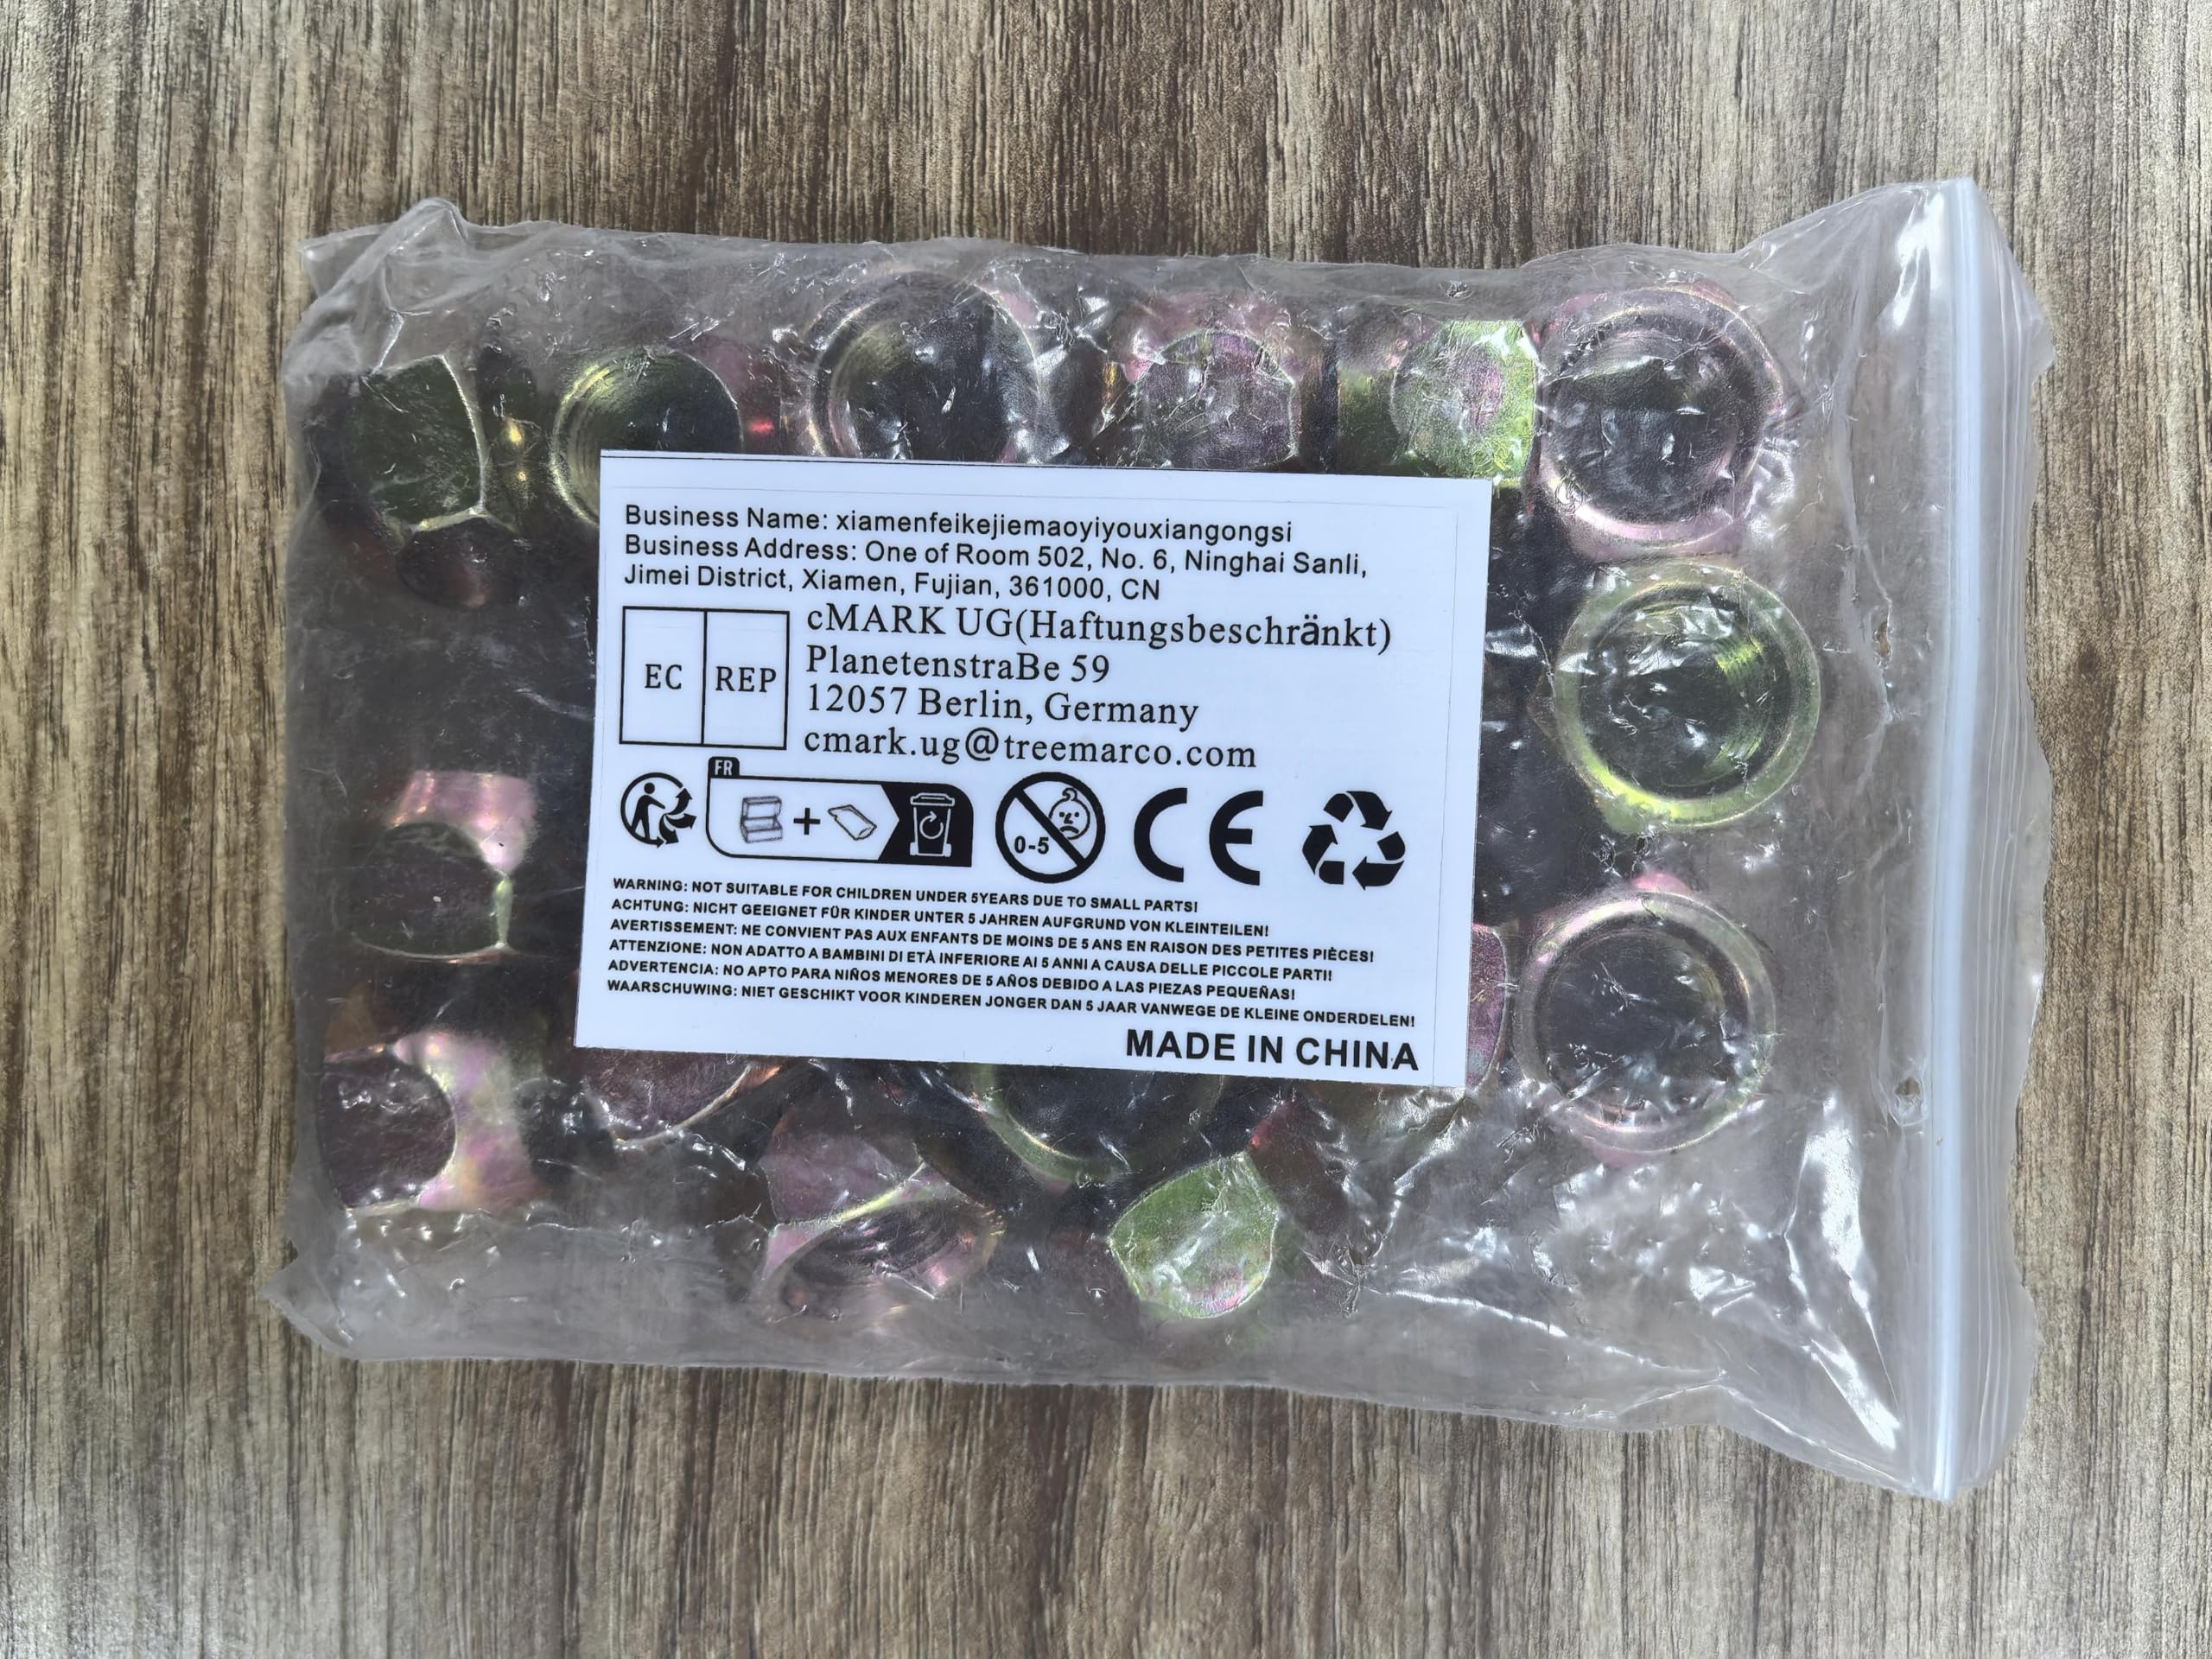 Business Name: xiamenfeikejiemaoyiyouxiangongsi
Business Address: One of Room 502, No. 6, Ninghai Sanli,
Jimei District, Xiamen, Fujian, 361000, CN
EC REP
cMARK UG(Haftungsbeschränkt)
PlanetenstraBe 59
12057 Berlin, Germany
cmark.ug@treemarco.com
FR
+
0-5
CE
WARNING: NOT SUITABLE FOR CHILDREN UNDER 5YEARS DUE TO SMALL PARTS!
ACHTUNG: NICHT GEEIGNET FÜR KINDER UNTER 5 JAHREN AUFGRUND VON KLEINTEILEN!
AVERTISSEMENT: NE CONVIENT PAS AUX ENFANTS DE MOINS DE 5 ANS EN RAISON DES PETITES PIÈCES!
ATTENZIONE: NON ADATTO A BAMBINI DI ETÀ INFERIORE AI 5 ANNI A CAUSA DELLE PICCOLE PARTI!
ADVERTENCIA: NO APTO PARA NIÑOS MENORES DE 5 AÑOS DEBIDO A LAS PIEZAS PEQUEÑAS!
WAARSCHUWING: NIET GESCHIKT VOOR KINDEREN JONGER DAN 5 JAAR VANWEGE DE KLEINE ONDERDELEN!
MADE IN CHINA